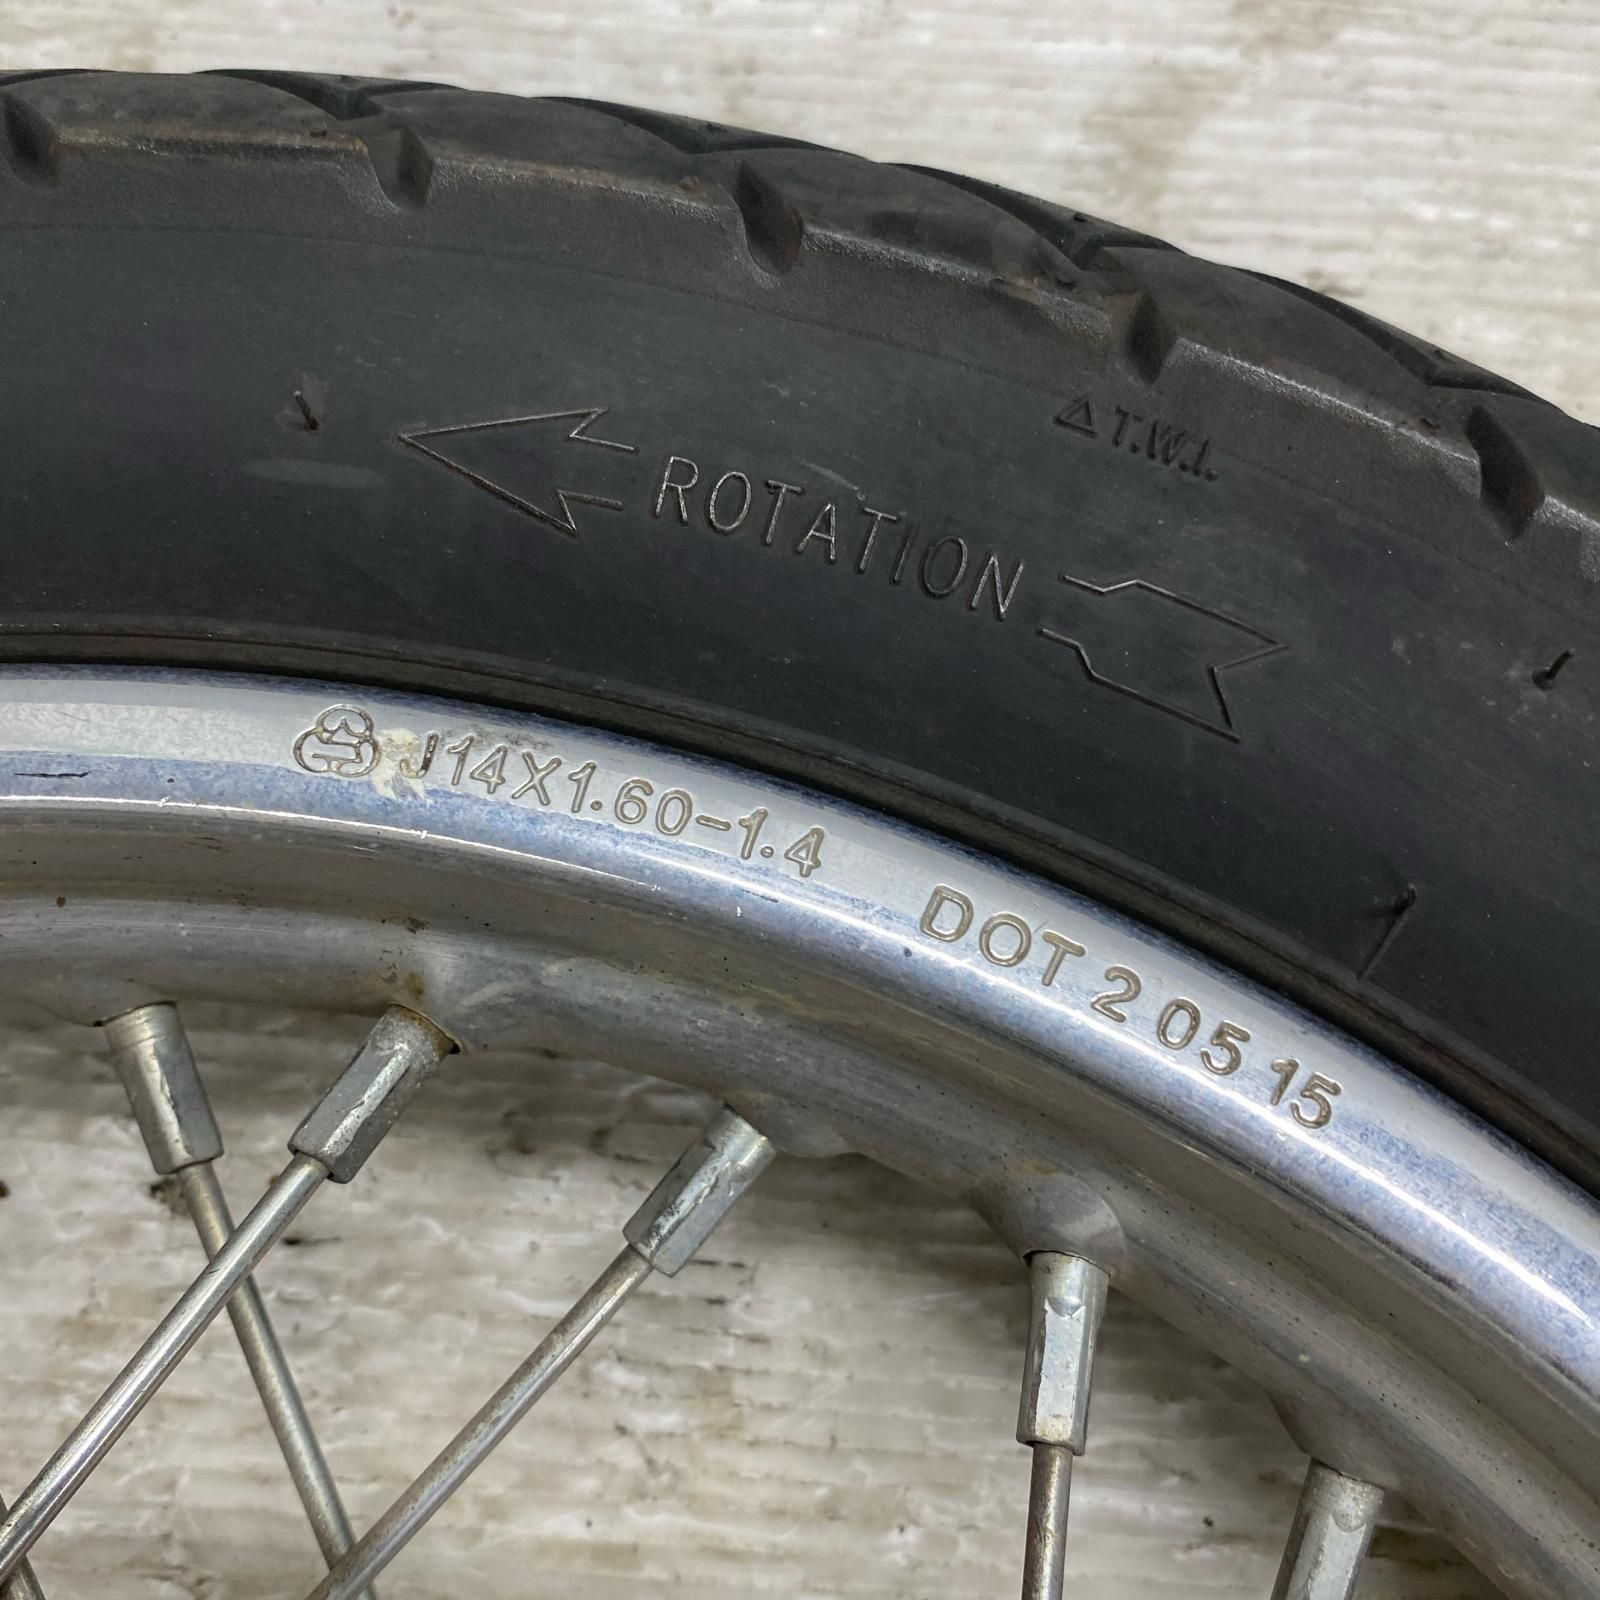 △ T.W.I.
ROTATION
J14X1.60-1.4 DOT 2 05 15